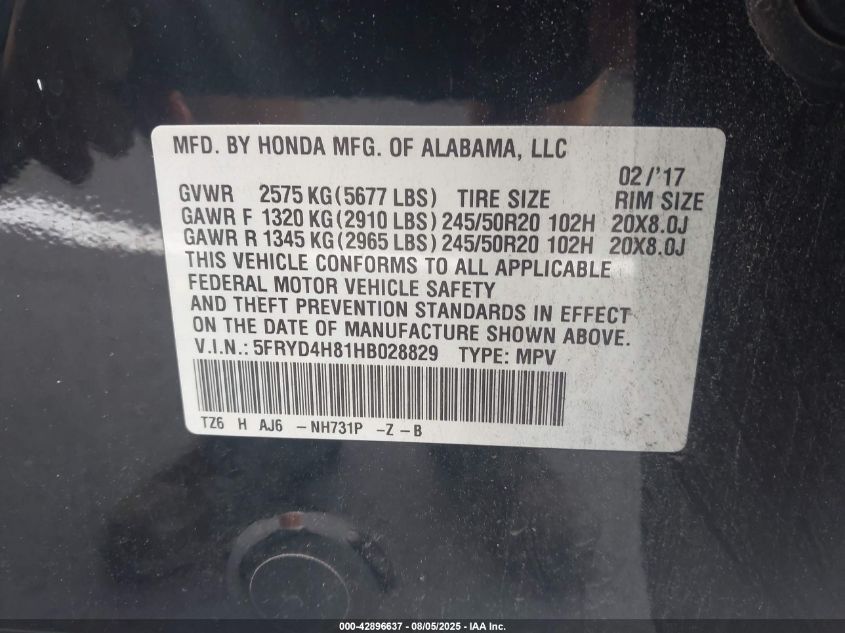 MFD. BY HONDA MFG. OF ALABAMA, LLC
02/'17
GVWR 2575 KG(5677 LBS) TIRE SIZE RIM SIZE
GAWR F 1320 KG(2910 LBS) 245/50R20 102H 20X8.0J
GAWR R 1345 KG(2965 LBS) 245/50R20 102H 20X8.0J
THIS VEHICLE CONFORMS TO ALL APPLICABLE
FEDERAL MOTOR VEHICLE SAFETY
AND THEFT PREVENTION STANDARDS IN EFFECT
ON THE DATE OF MANUFACTURE SHOWN ABOVE.
V.I.N.: 5FRYD4H81HB028829 TYPE: MPV
TZ6 H AJ6 -NH731P -Z-B
000-42896637 - 08/05/2025 - IAA Inc.